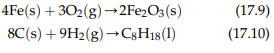 4Fe(s) + 3O₂(g)→2Fe₂O₃(s) (17.9)
8C(s) + 9H₂(g)→C₈H₁₈(l) (17.10)